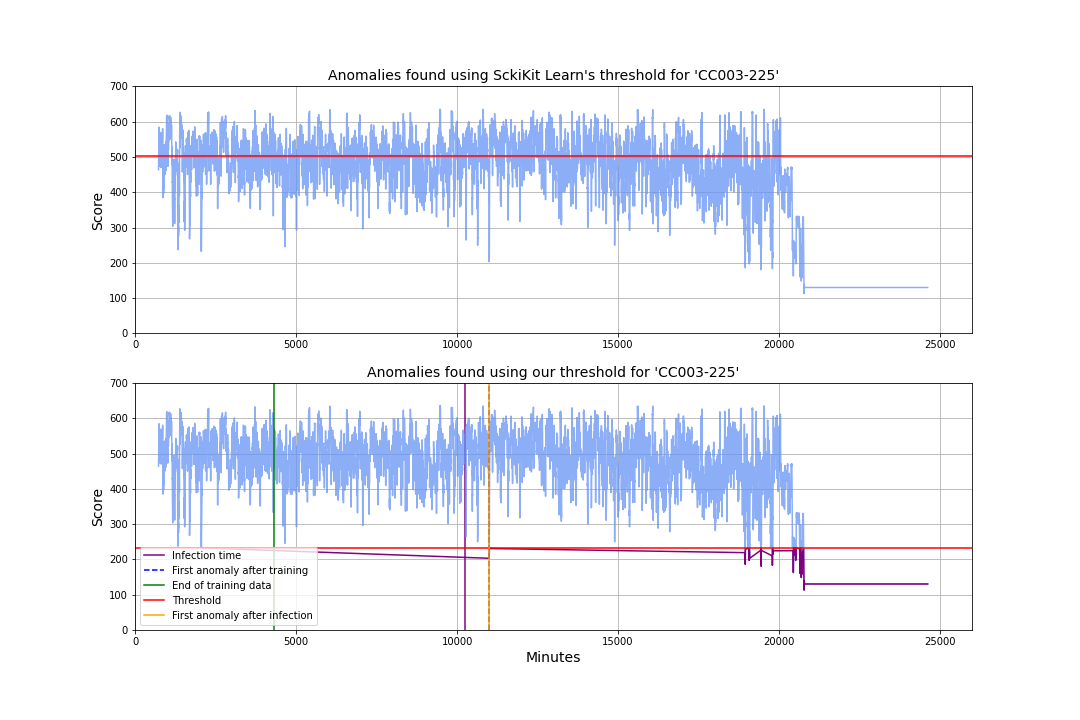 Anomalies found using SckiKit Learn's threshold for 'CC003-225'
700
600
500
400
300
200
100
0
Score
0 5000 10000 15000 20000 25000
Anomalies found using our threshold for 'CC003-225'
700
600
500
400
300
200
100
0
Score
Infection time
First anomaly after training
End of training data
Threshold
First anomaly after infection
0 5000 10000 15000 20000 25000
Minutes